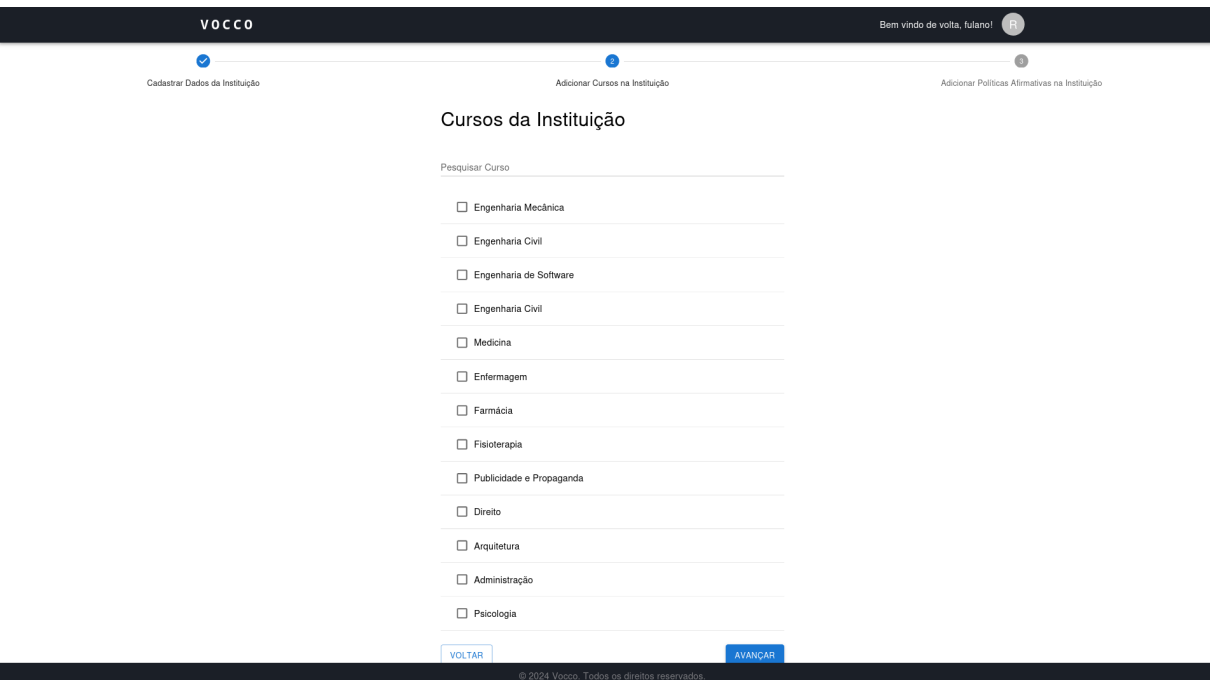 VOCCO
Bem vindo de volta, fulano! R
2 3
Cadastrar Dados da Instituição Adicionar Cursos na Instituição Adicionar Políticas Afirmativas na Instituição
Cursos da Instituição
Pesquisar Curso
Engenharia Mecânica
Engenharia Civil
Engenharia de Software
Engenharia Civil
Medicina
Enfermagem
Farmácia
Fisioterapia
Publicidade e Propaganda
Direito
Arquitetura
Administração
Psicologia
VOLTAR AVANÇAR
© 2024 Vocco. Todos os direitos reservados.